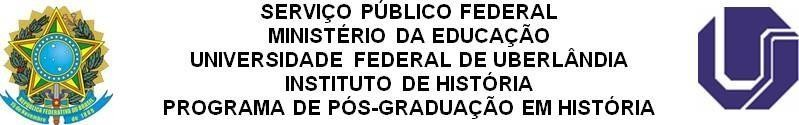 SERVIÇO PÚBLICO FEDERAL
MINISTÉRIO DA EDUCAÇÃO
UNIVERSIDADE FEDERAL DE UBERLÂNDIA
INSTITUTO DE HISTÓRIA
PROGRAMA DE PÓS-GRADUAÇÃO EM HISTÓRIA